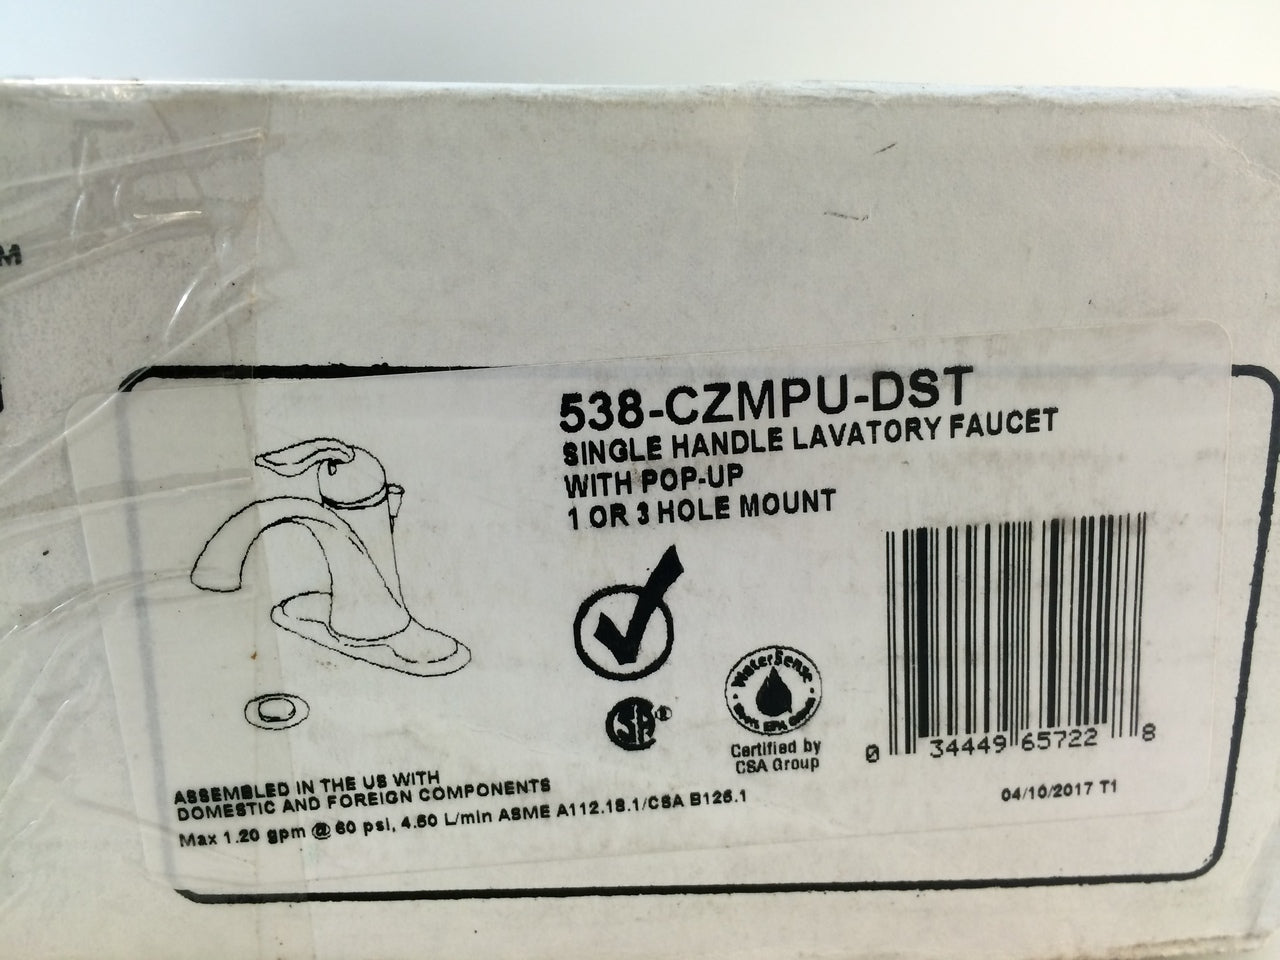 M
538-CZMPU-DST
SINGLE HANDLE LAVATORY FAUCET
WITH POP-UP
1 OR 3 HOLE MOUNT
WaterSense
Certified by
CSA Group
0 34449 65722 8
04/10/2017 T1
ASSEMBLED IN THE US WITH
DOMESTIC AND FOREIGN COMPONENTS
Max 1.20 gpm @ 60 psi, 4.60 L/min ASME A112.18.1/CSA B125.1